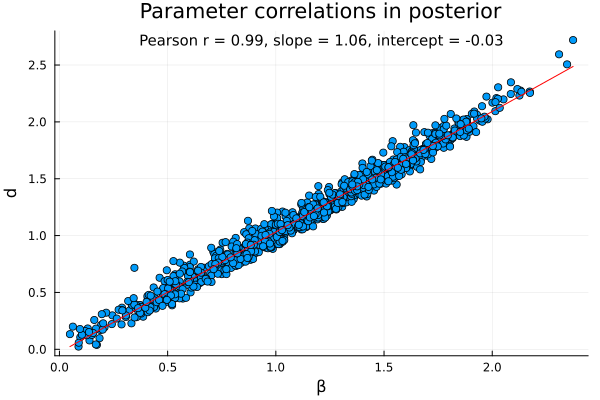 Parameter correlations in posterior
Pearson r = 0.99, slope = 1.06, intercept = -0.03
2.5
2.0
1.5
1.0
0.5
0.0
d
0.0 0.5 1.0 1.5 2.0
β